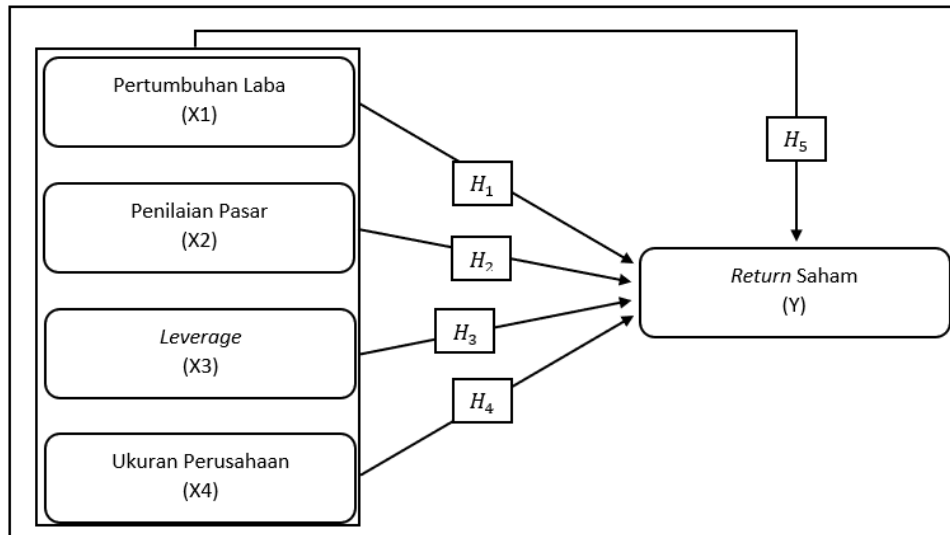 Pertumbuhan Laba
(X1)
Penilaian Pasar
(X2)
Leverage
(X3)
Ukuran Perusahaan
(X4)
H₁
H₂
H₃
H₄
H₅
Return Saham
(Y)